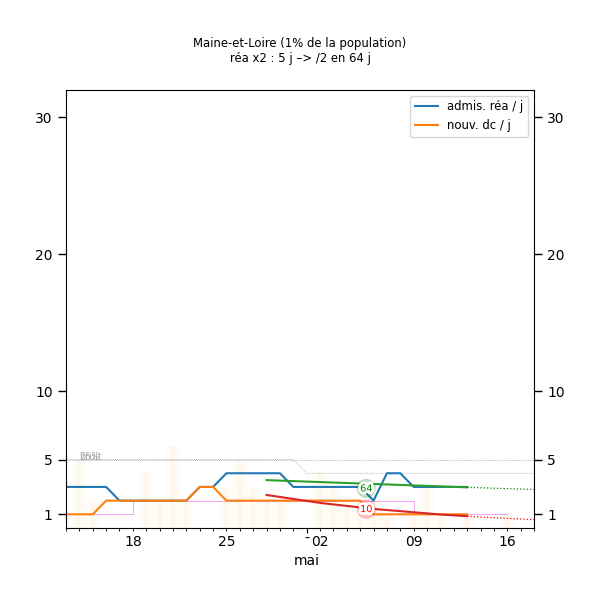 Maine-et-Loire (1% de la population)
réa x2 : 5 j –> /2 en 64 j
admis. réa / j
nouv. dc / j
30 30
20 20
10 10
5 5
1 1
64
10
18 25 02 09 16
mai